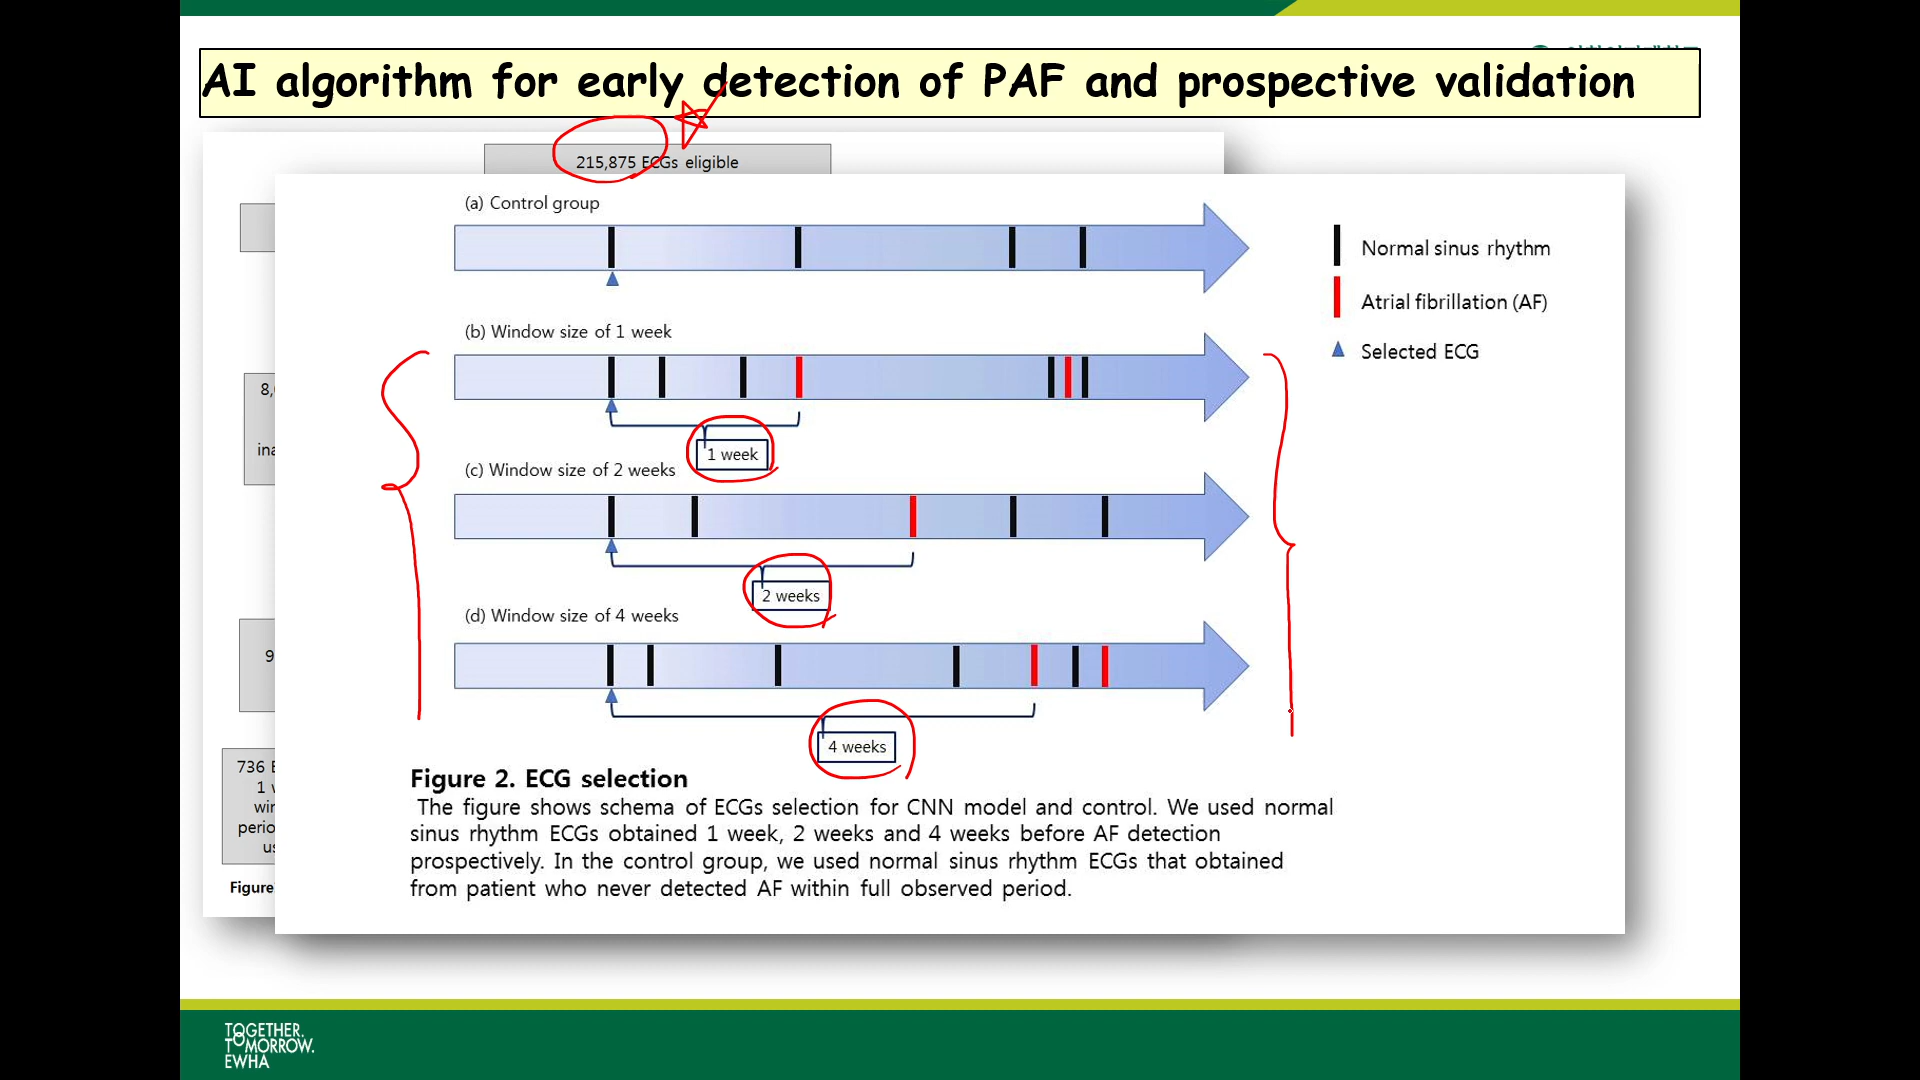 AI algorithm for early detection of PAF and prospective validation
215,875 ECGs eligible
(a) Control group
Normal sinus rhythm
Atrial fibrillation (AF)
Selected ECG
(b) Window size of 1 week
1 week
(c) Window size of 2 weeks
2 weeks
(d) Window size of 4 weeks
4 weeks
Figure 2. ECG selection
The figure shows schema of ECGs selection for CNN model and control. We used normal
sinus rhythm ECGs obtained 1 week, 2 weeks and 4 weeks before AF detection
prospectively. In the control group, we used normal sinus rhythm ECGs that obtained
from patient who never detected AF within full observed period.
736
1
Figure
TOGETHER.
TOMORROW.
EWHA